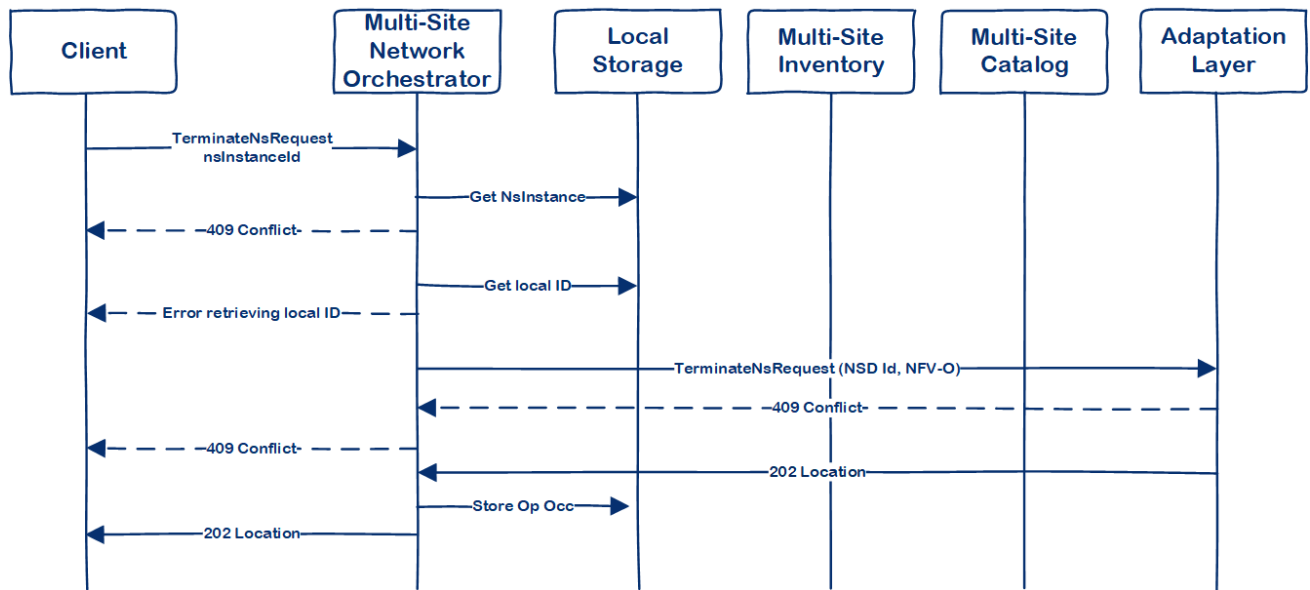 Client
Multi-Site
Network
Orchestrator
Local
Storage
Multi-Site
Inventory
Multi-Site
Catalog
Adaptation
Layer
TerminateNsRequest
nsInstanceId
Get NsInstance
409 Conflict
Get local ID
Error retrieving local ID
TerminateNsRequest (NSD Id, NFV-O)
409 Conflict
409 Conflict
202 Location
Store Op Occ
202 Location